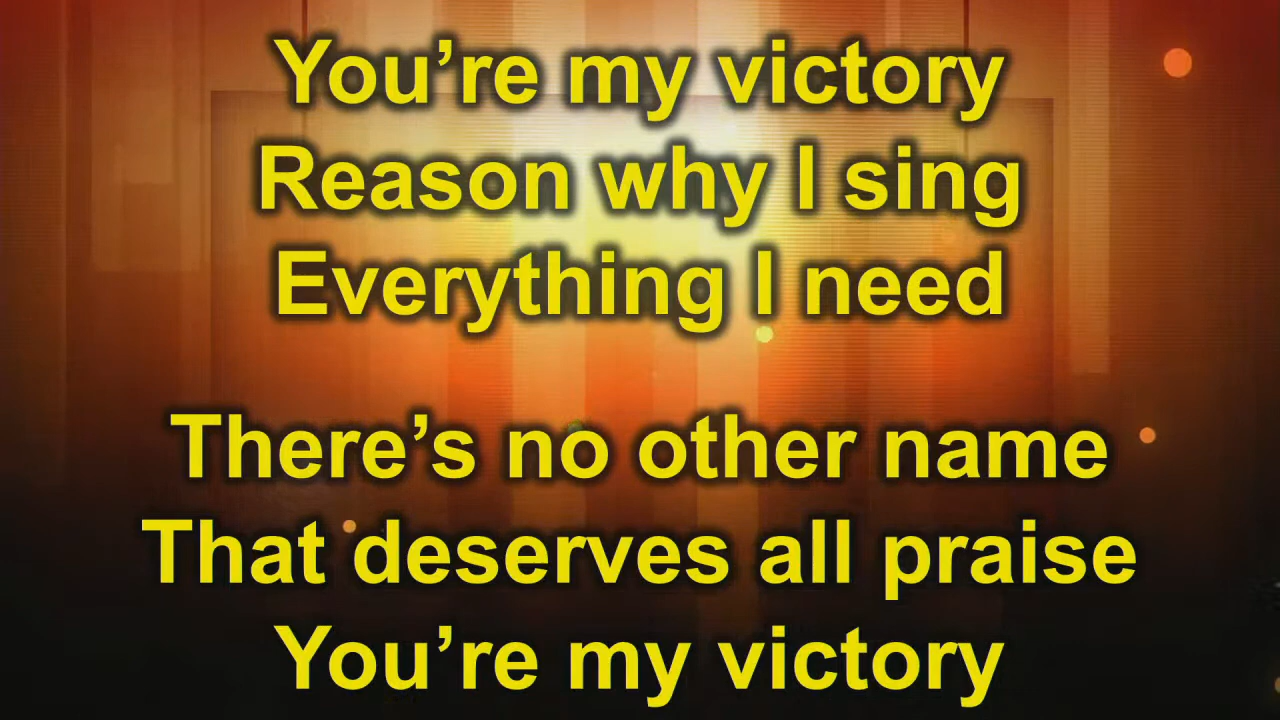 You’re my victory
Reason why I sing
Everything I need
There’s no other name
That deserves all praise
You’re my victory